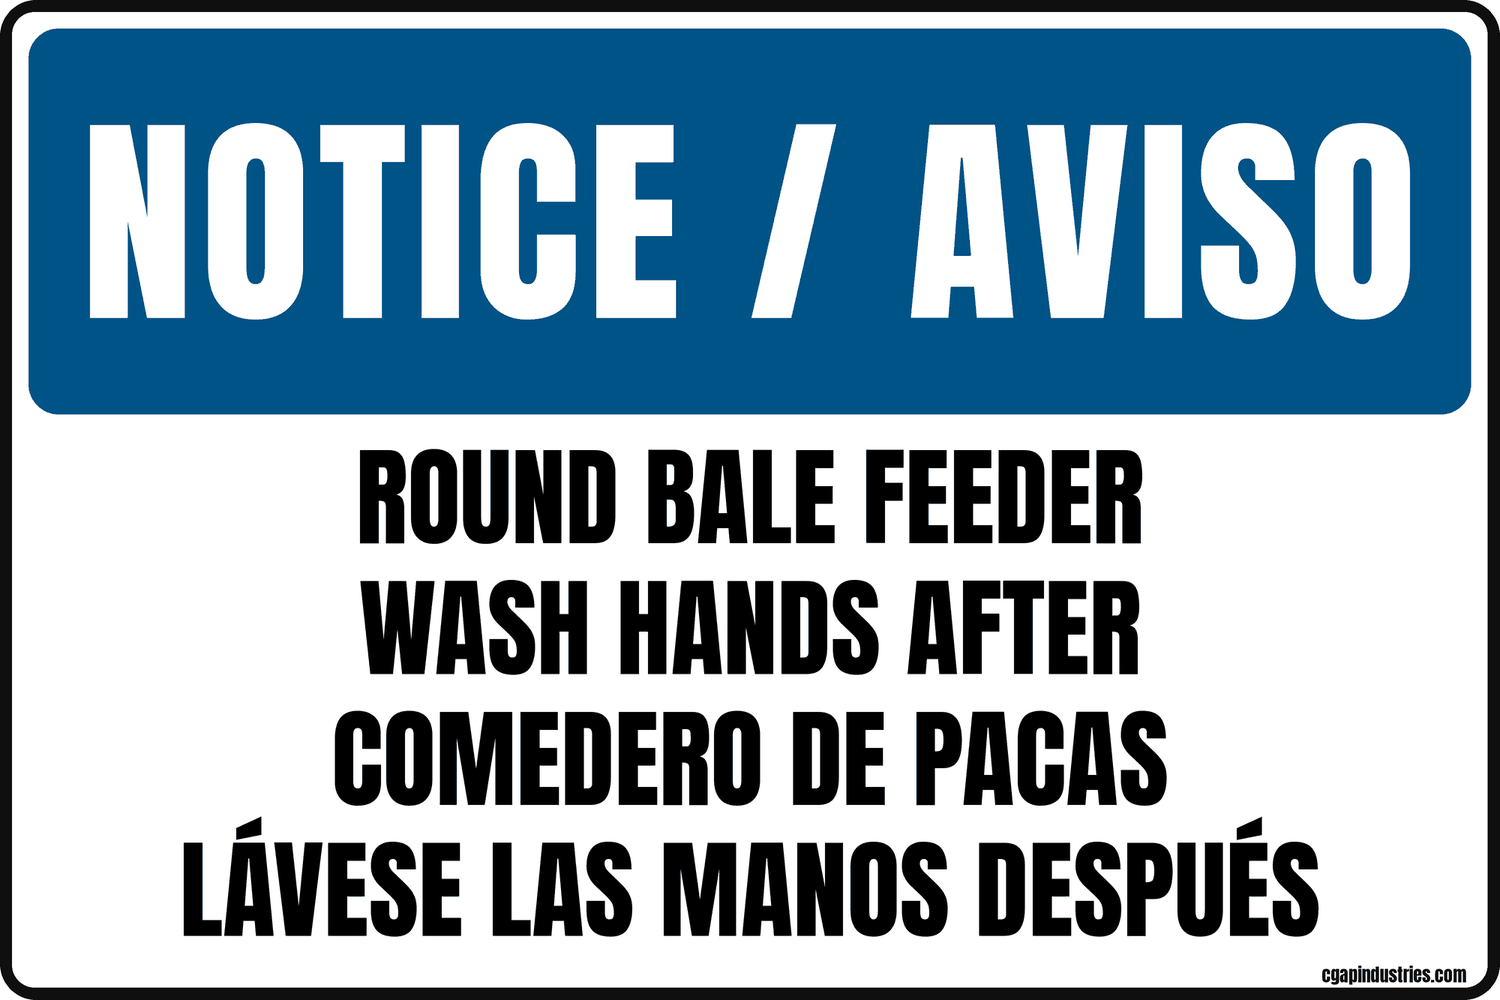 NOTICE / AVISO
ROUND BALE FEEDER
WASH HANDS AFTER
COMEDERO DE PACAS
LÁVESE LAS MANOS DESPUÉS
cgapindustries.com